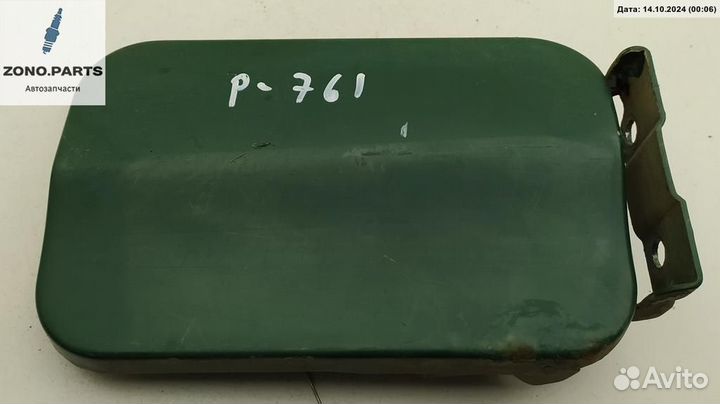 Дата: 14.10.2024 (00:06)
ZONO.PARTS
Автозапчасти
P-761
Avito